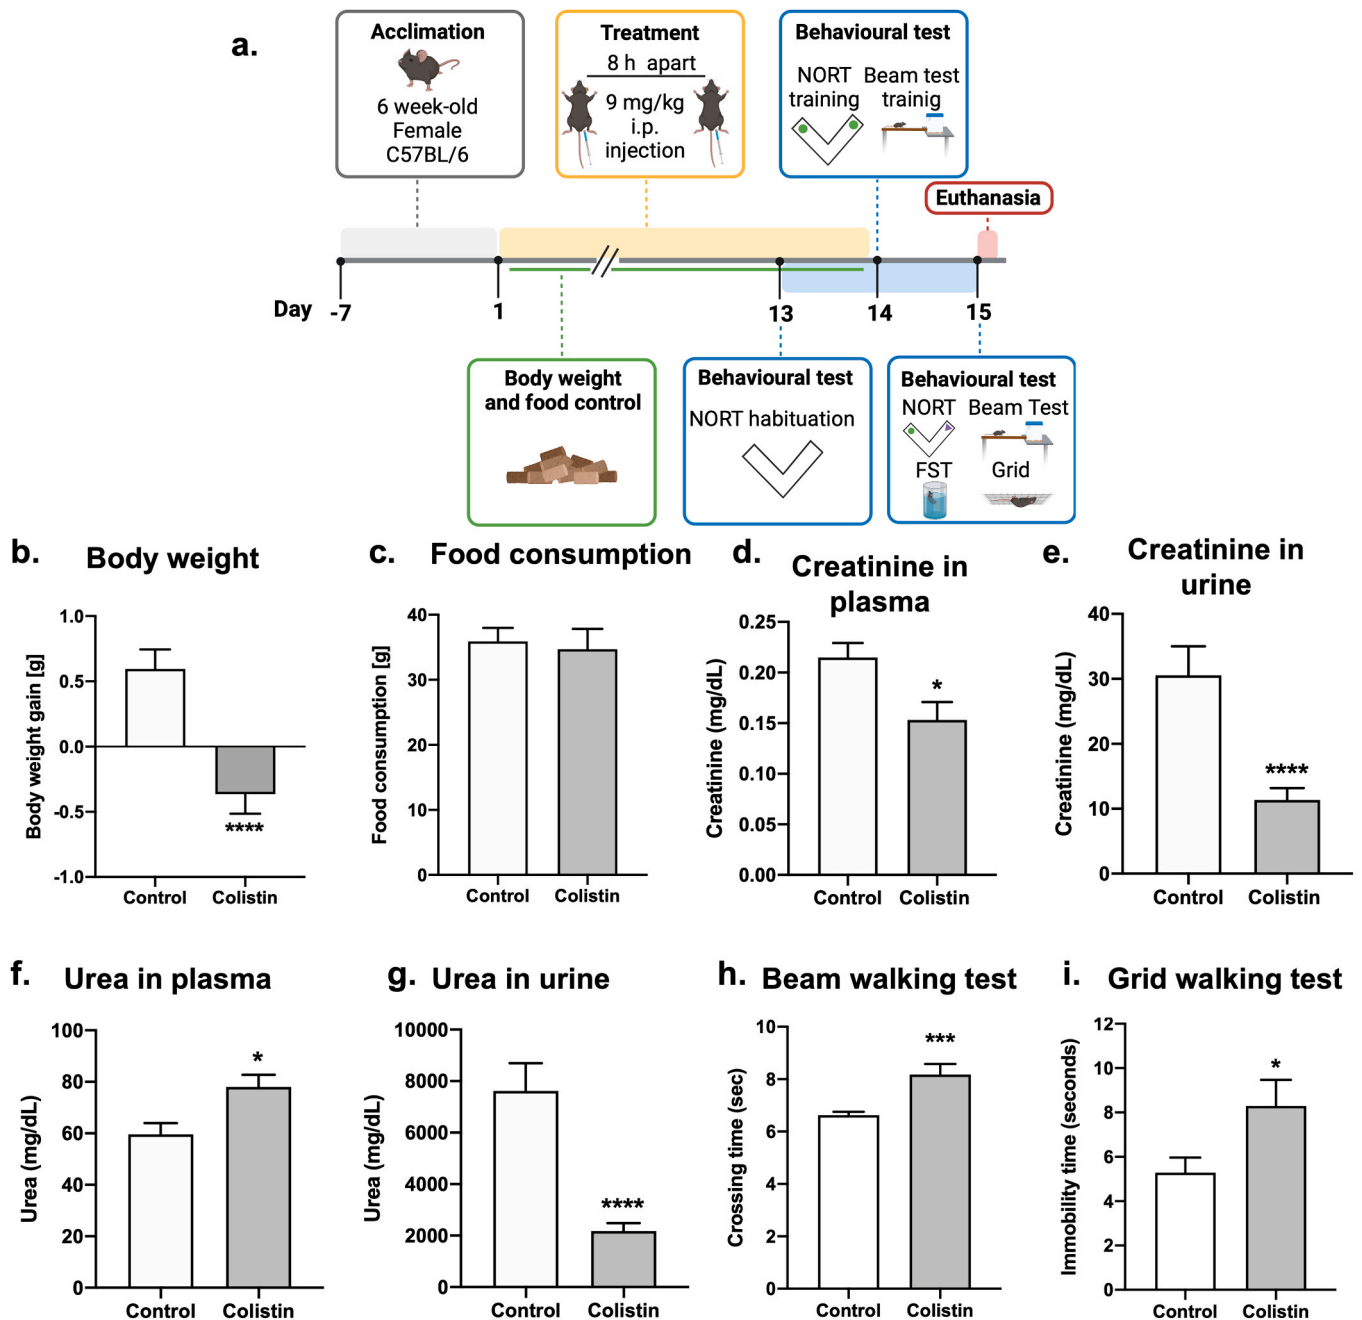 a.
Acclimation
6 week-old
Female
C57BL/6
Treatment
8 h apart
9 mg/kg
i.p.
injection
Behavioural test
NORT
training
Beam test
trainig
Euthanasia
Day
-7
1
13
14
15
Body weight
and food control
Behavioural test
NORT habituation
Behavioural test
NORT
Beam Test
FST
Grid
b.
Body weight
Body weight gain [g]
1.0
0.5
0.0
-0.5
-1.0
****
Control
Colistin
c.
Food consumption
Food consumption [g]
40
30
20
10
0
Control
Colistin
d.
Creatinine in
plasma
Creatinine (mg/dL)
0.25
0.20
0.15
0.10
0.05
0.00
*
Control
Colistin
e.
Creatinine in
urine
Creatinine (mg/dL)
40
30
20
10
0
****
Control
Colistin
f.
Urea in plasma
Urea (mg/dL)
100
80
60
40
20
0
*
Control
Colistin
g.
Urea in urine
Urea (mg/dL)
10000
8000
6000
4000
2000
0
****
Control
Colistin
h.
Beam walking test
Crossing time (sec)
10
8
6
4
2
0
***
Control
Colistin
i.
Grid walking test
Immobility time (seconds)
12
10
8
6
4
2
0
*
Control
Colistin